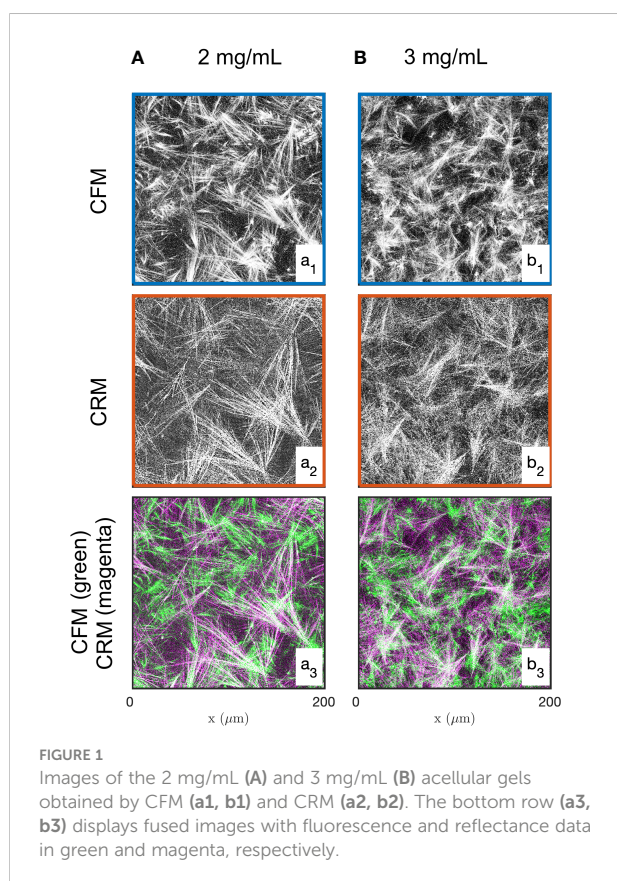 A 2 mg/mL B 3 mg/mL
CFM
a1 b1
CRM
a2 b2
CFM (green)
CRM (magenta)
a3 b3
0 200 0 200
x (μm) x (μm)
FIGURE 1
Images of the 2 mg/mL (A) and 3 mg/mL (B) acellular gels
obtained by CFM (a1, b1) and CRM (a2, b2). The bottom row (a3,
b3) displays fused images with fluorescence and reflectance data
in green and magenta, respectively.